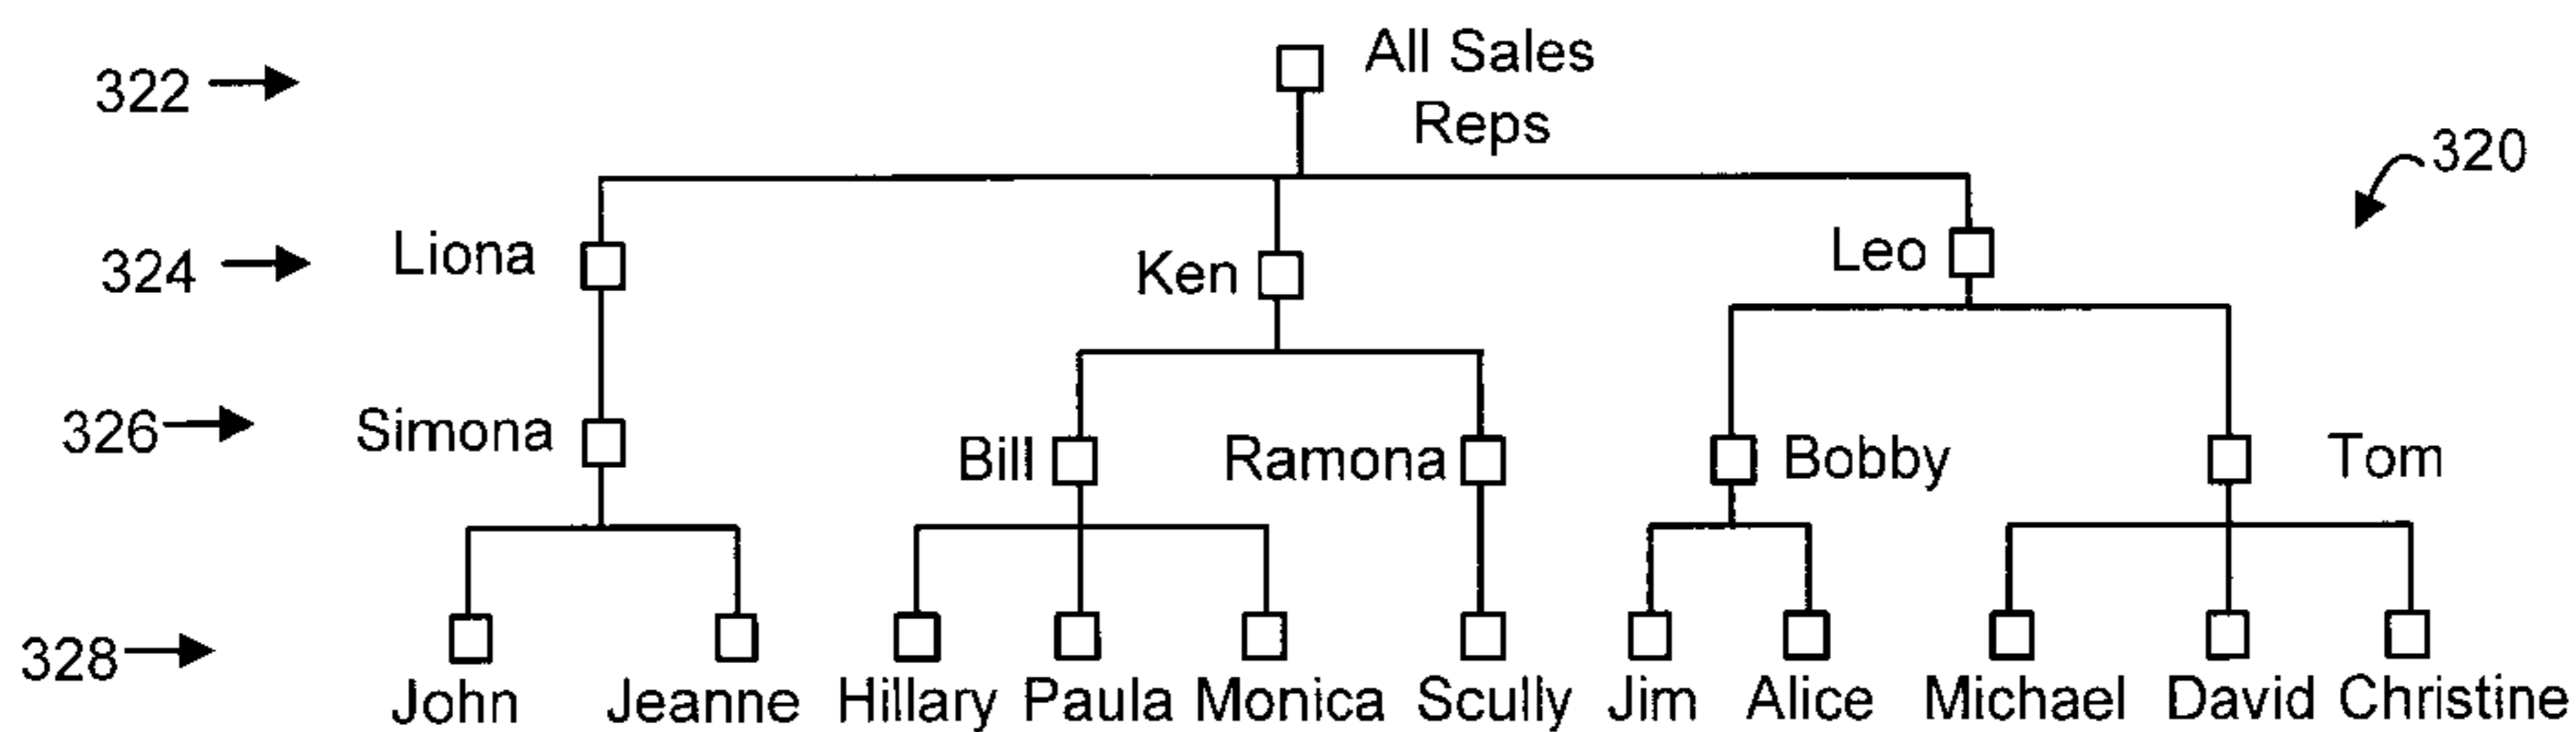 322
All Sales
Reps
320
324
Liona
Ken
Leo
326
Simona
Bill
Ramona
Bobby
Tom
328
John
Jeanne
Hillary
Paula
Monica
Scully
Jim
Alice
Michael
David
Christine